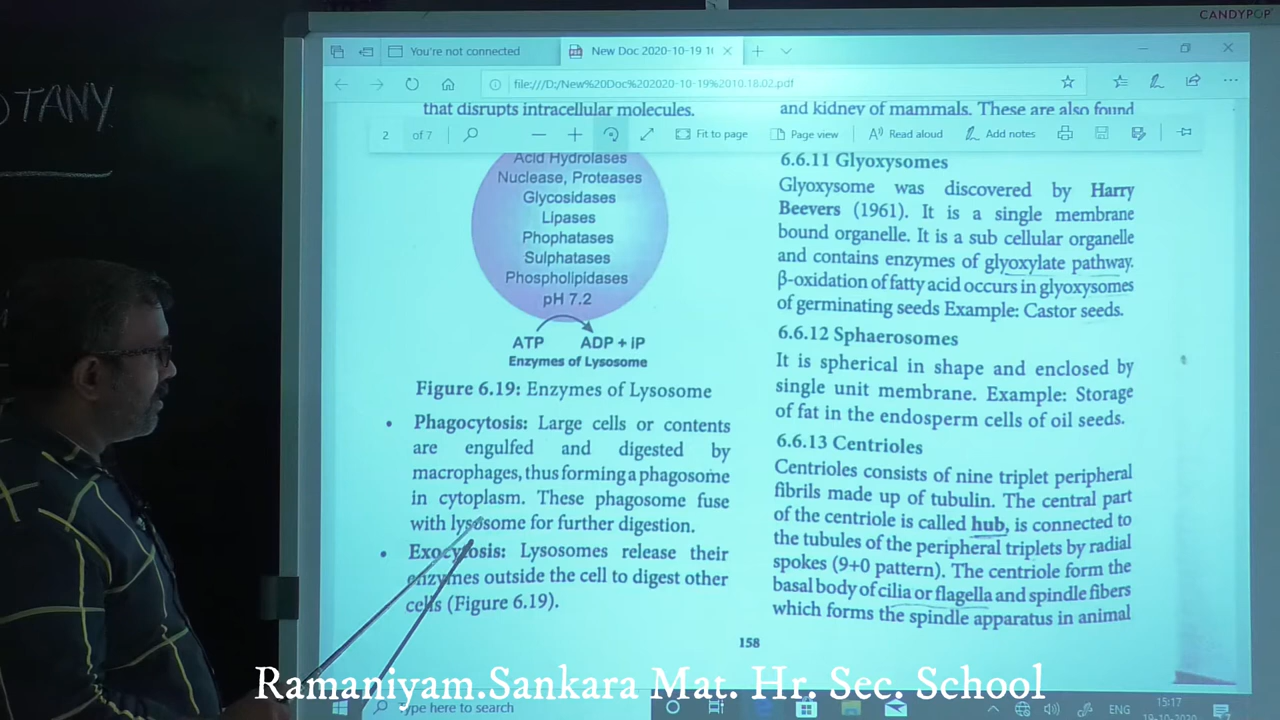 CANDYPOP
OTANY
You're not connected
New Doc 2020-10-19 1
file:///D:/New%20Doc%202020-10-19%2010.18.02.pdf
2 of 7
Fit to page
Page view
Read aloud
Add notes
that disrupts intracellular molecules.
Acid Hydrolases
Nuclease, Proteases
Glycosidases
Lipases
Phophatases
Sulphatases
Phospholipidases
pH 7.2
ATP ADP + iP
Enzymes of Lysosome
Figure 6.19: Enzymes of Lysosome
• Phagocytosis: Large cells or contents
are engulfed and digested by
macrophages, thus forming a phagosome
in cytoplasm. These phagosome fuse
with lysosome for further digestion.
• Exocytosis: Lysosomes release their
enzymes outside the cell to digest other
cells (Figure 6.19).
and kidney of mammals. These are also found
6.6.11 Glyoxysomes
Glyoxysome was discovered by Harry
Beevers (1961). It is a single membrane
bound organelle. It is a sub cellular organelle
and contains enzymes of glyoxylate pathway.
β-oxidation of fatty acid occurs in glyoxysomes
of germinating seeds Example: Castor seeds.
6.6.12 Sphaerosomes
It is spherical in shape and enclosed by
single unit membrane. Example: Storage
of fat in the endosperm cells of oil seeds.
6.6.13 Centrioles
Centrioles consists of nine triplet peripheral
fibrils made up of tubulin. The central part
of the centriole is called hub, is connected to
the tubules of the peripheral triplets by radial
spokes (9+0 pattern). The centriole form the
basal body of cilia or flagella and spindle fibers
which forms the spindle apparatus in animal
158
Ramaniyam.Sankara Mat. Hr. Sec. School
here to search
ENG
15:17
19-10-2020